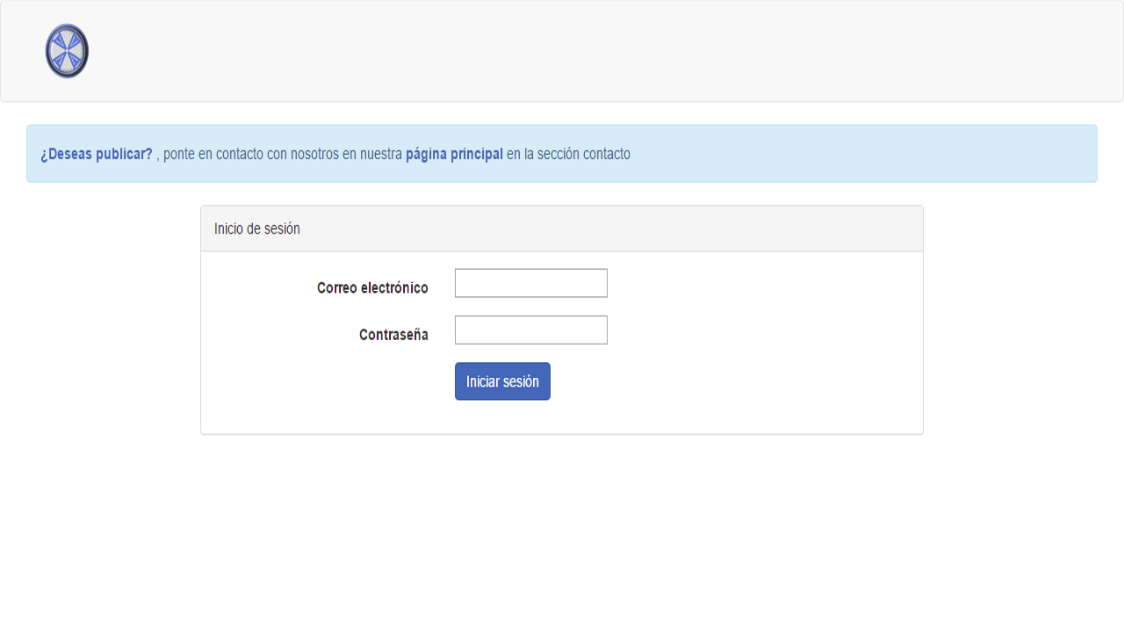 ¿Deseas publicar? , ponte en contacto con nosotros en nuestra página principal en la sección contacto
Inicio de sesión
Correo electrónico
Contraseña
Iniciar sesión